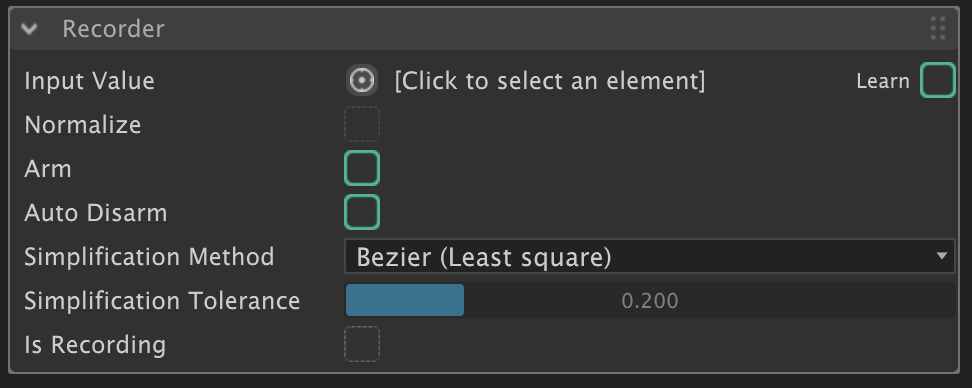 Recorder
Input Value [Click to select an element] Learn
Normalize
Arm
Auto Disarm
Simplification Method Bezier (Least square)
Simplification Tolerance 0.200
Is Recording